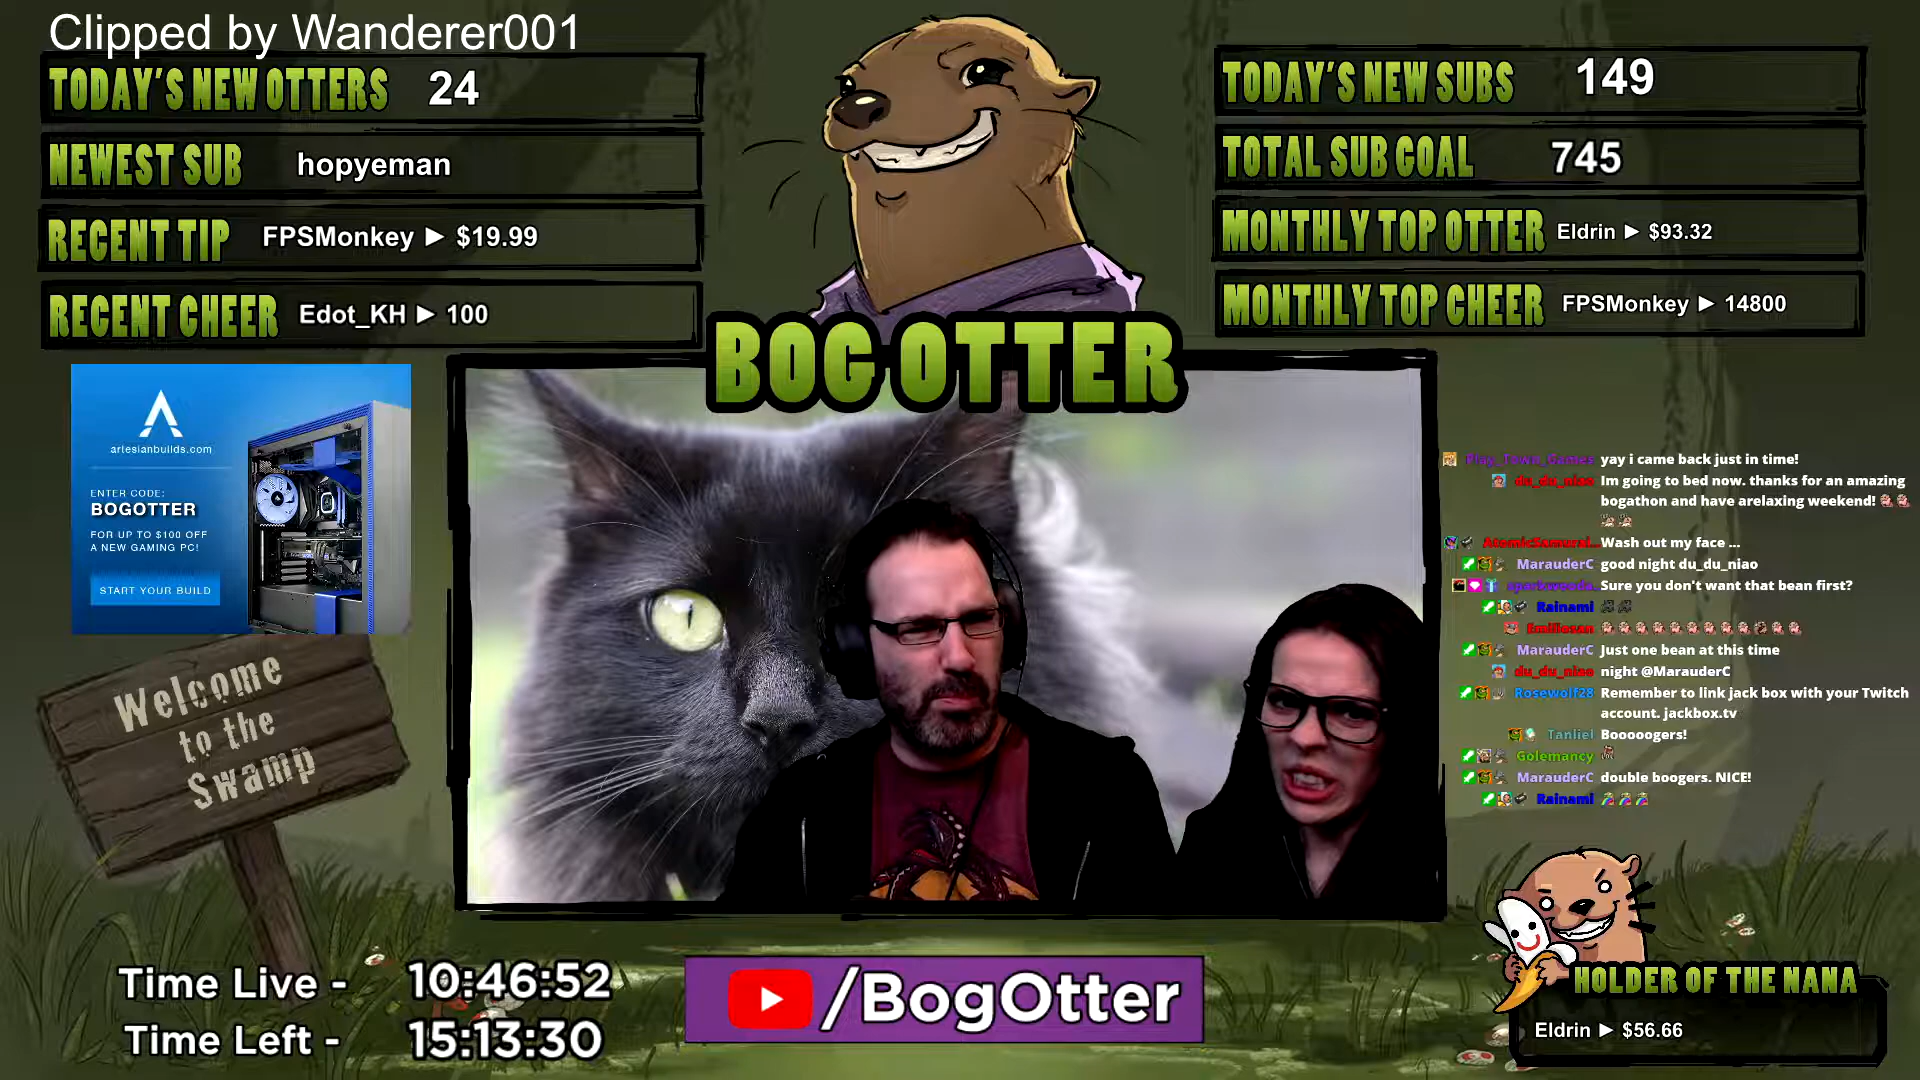 Clipped by Wanderer001
TODAY'S NEW OTTERS 24
NEWEST SUB hopyeman
RECENT TIP FPSMonkey ► $19.99
RECENT CHEER Edot_KH ► 100
TODAY'S NEW SUBS 149
TOTAL SUB GOAL 745
MONTHLY TOP OTTER Eldrin ► $93.32
MONTHLY TOP CHEER FPSMonkey ► 14800
BOG OTTER
artesianbuilds.com
ENTER CODE:
BOGOTTER
FOR UP TO $100 OFF
A NEW GAMING PC!
START YOUR BUILD
Welcome
to the
Swamp
Play_Town_Games yay i came back just in time!
du_du_niao Im going to bed now. thanks for an amazing
bogathon and have arelaxing weekend!
AtomicSamurai... Wash out my face ...
MarauderC good night du_du_niao
Sure you don't want that bean first?
Rainami
Emiliosan
MarauderC Just one bean at this time
du_du_niao night @MarauderC
Rosewolf28 Remember to link jack box with your Twitch
account. jackbox.tv
Tanliel Booooogers!
Golemancy
MarauderC double boogers. NICE!
Rainami
Time Live - 10:46:52
Time Left - 15:13:30
/BogOtter
HOLDER OF THE NANA
Eldrin ► $56.66